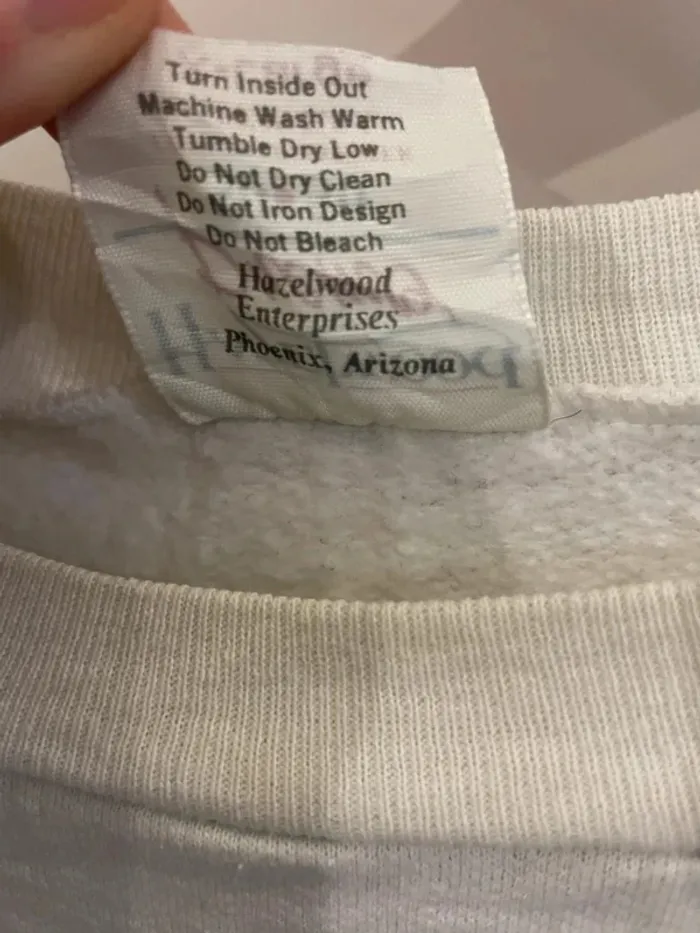 Turn Inside Out
Machine Wash Warm
Tumble Dry Low
Do Not Dry Clean
Do Not Iron Design
Do Not Bleach
Hazelwood
Enterprises
Phoenix, Arizona